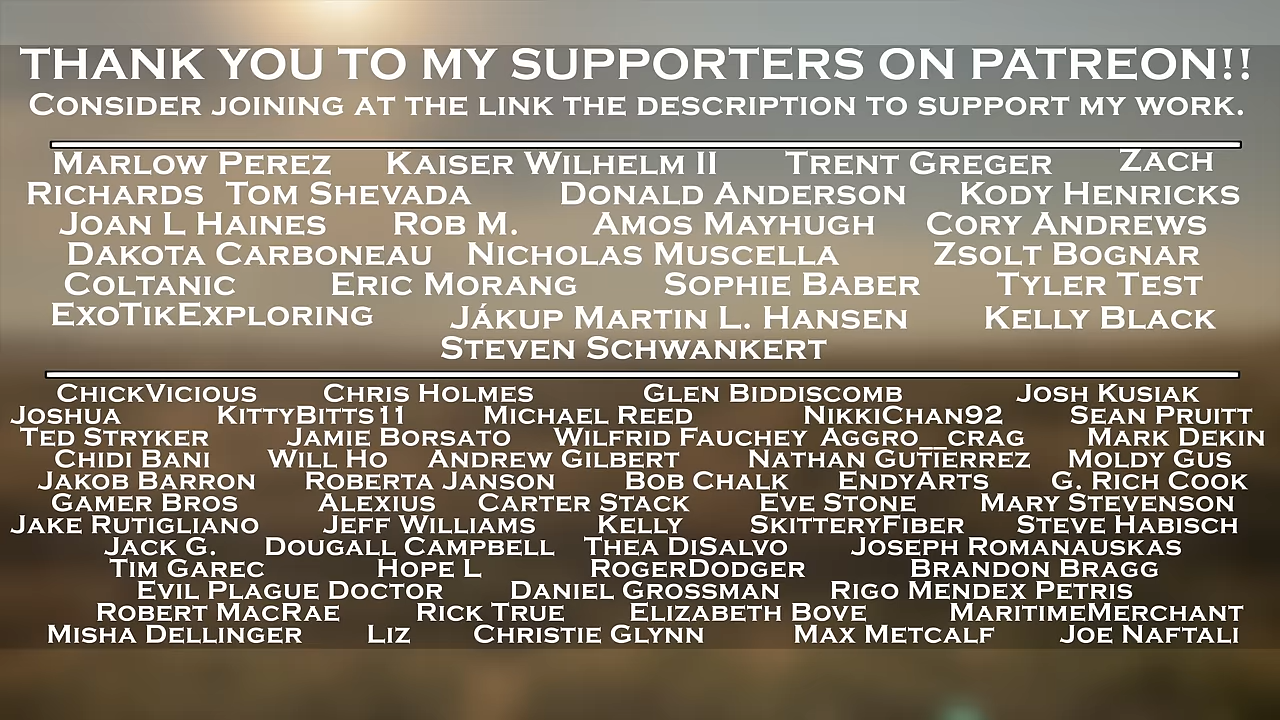 THANK YOU TO MY SUPPORTERS ON PATREON!!
CONSIDER JOINING AT THE LINK THE DESCRIPTION TO SUPPORT MY WORK.
MARLOW PEREZ KAISER WILHELM II TRENT GREGER ZACH
RICHARDS TOM SHEVADA DONALD ANDERSON KODY HENRICKS
JOAN L HAINES ROB M. AMOS MAYHUGH CORY ANDREWS
DAKOTA CARBONEAU NICHOLAS MUSCELLA ZSOLT BOGNAR
COLTANIC ERIC MORANG SOPHIE BABER TYLER TEST
EXOTIKEXPLORING JÁKUP MARTIN L. HANSEN KELLY BLACK
STEVEN SCHWANKERT
CHICKVICIOUS CHRIS HOLMES GLEN BIDDISCOMB JOSH KUSIAK
JOSHUA KITTYBITTS11 MICHAEL REED NIKKICHAN92 SEAN PRUITT
TED STRYKER JAMIE BORSATO WILFRID FAUCHEY AGGRO__CRAG MARK DEKIN
CHIDI BANI WILL HO ANDREW GILBERT NATHAN GUTIERREZ MOLDY GUS
JAKOB BARRON ROBERTA JANSON BOB CHALK ENDYARTS G. RICH COOK
GAMER BROS ALEXIUS CARTER STACK EVE STONE MARY STEVENSON
JAKE RUTIGLIANO JEFF WILLIAMS KELLY SKITTERYFIBER STEVE HABISCH
JACK G. DOUGALL CAMPBELL THEA DISALVO JOSEPH ROMANAUSKAS
TIM GAREC HOPE L ROGERDODGER BRANDON BRAGG
EVIL PLAGUE DOCTOR DANIEL GROSSMAN RIGO MENDEX PETRIS
ROBERT MACRAE RICK TRUE ELIZABETH BOVE MARITIMEMERCHANT
MISHA DELLINGER LIZ CHRISTIE GLYNN MAX METCALF JOE NAFTALI